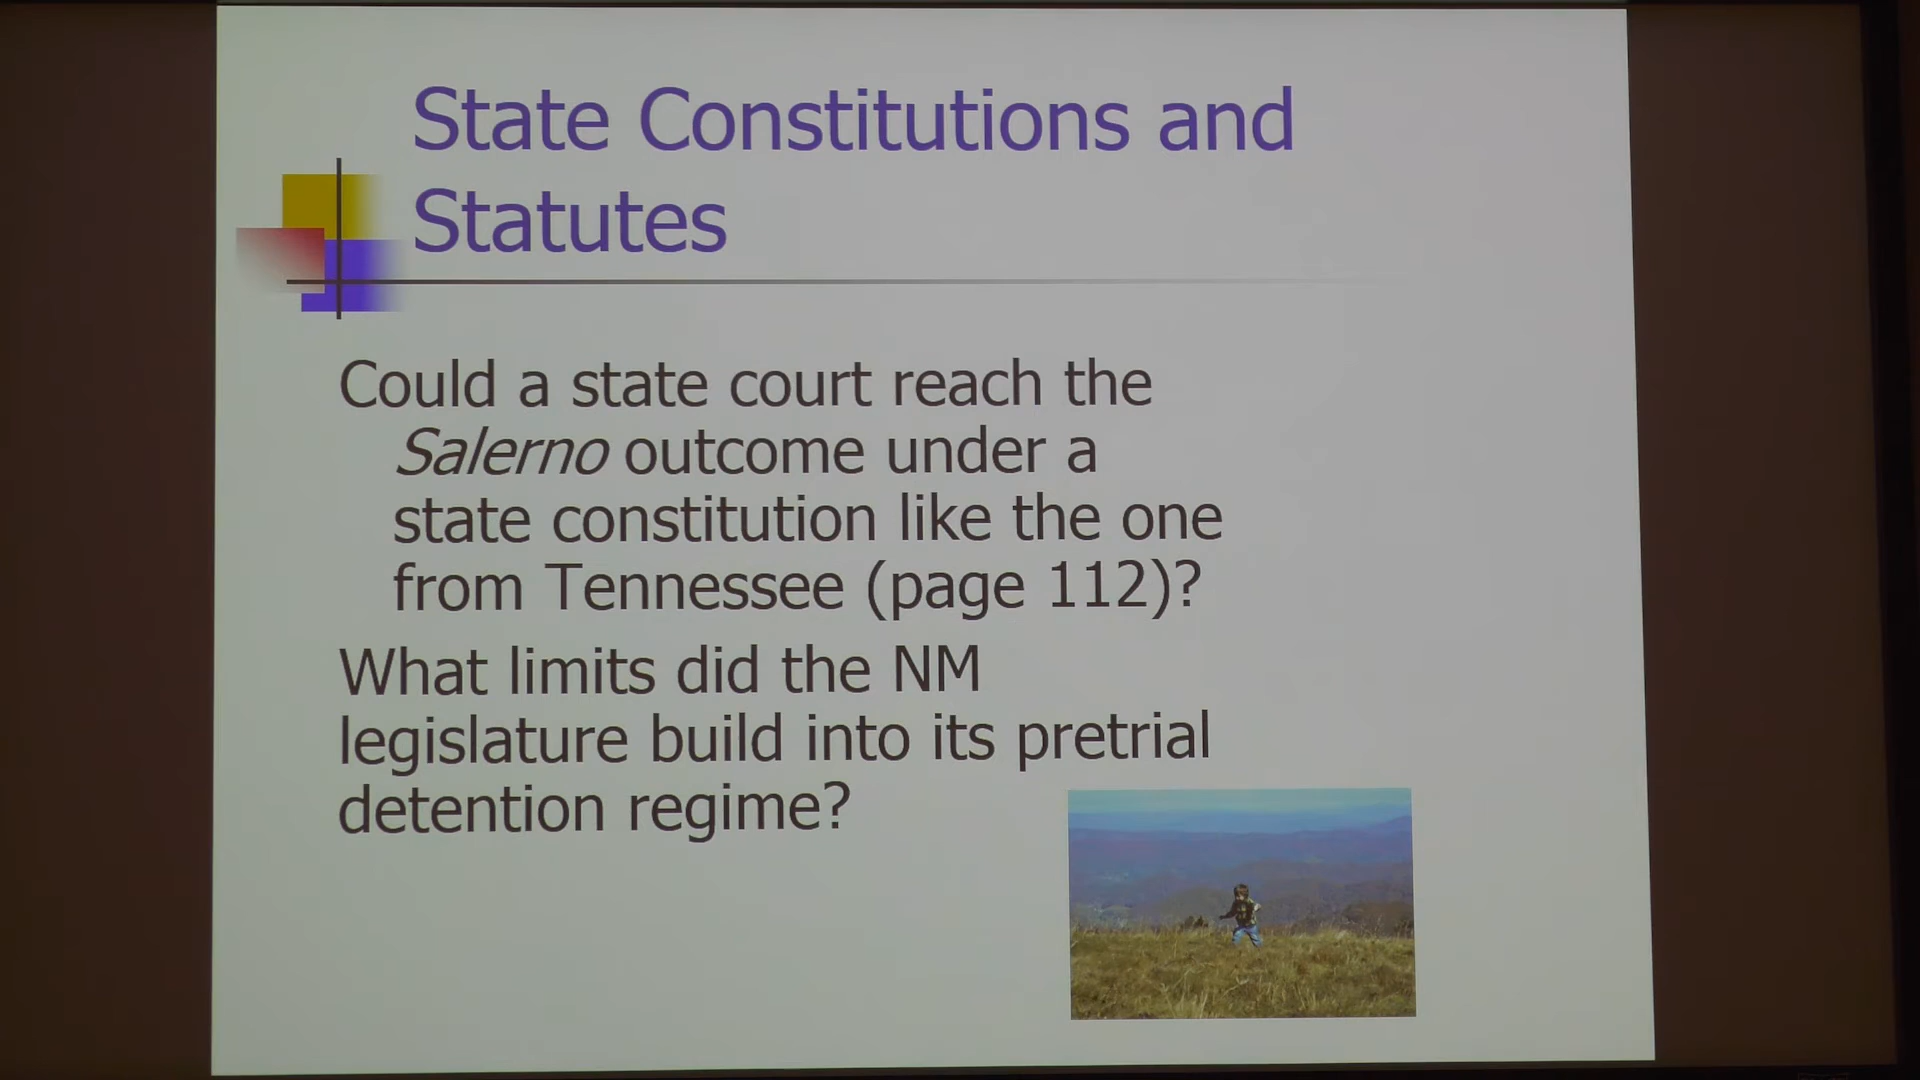 State Constitutions and
Statutes
Could a state court reach the
Salerno outcome under a
state constitution like the one
from Tennessee (page 112)?
What limits did the NM
legislature build into its pretrial
detention regime?